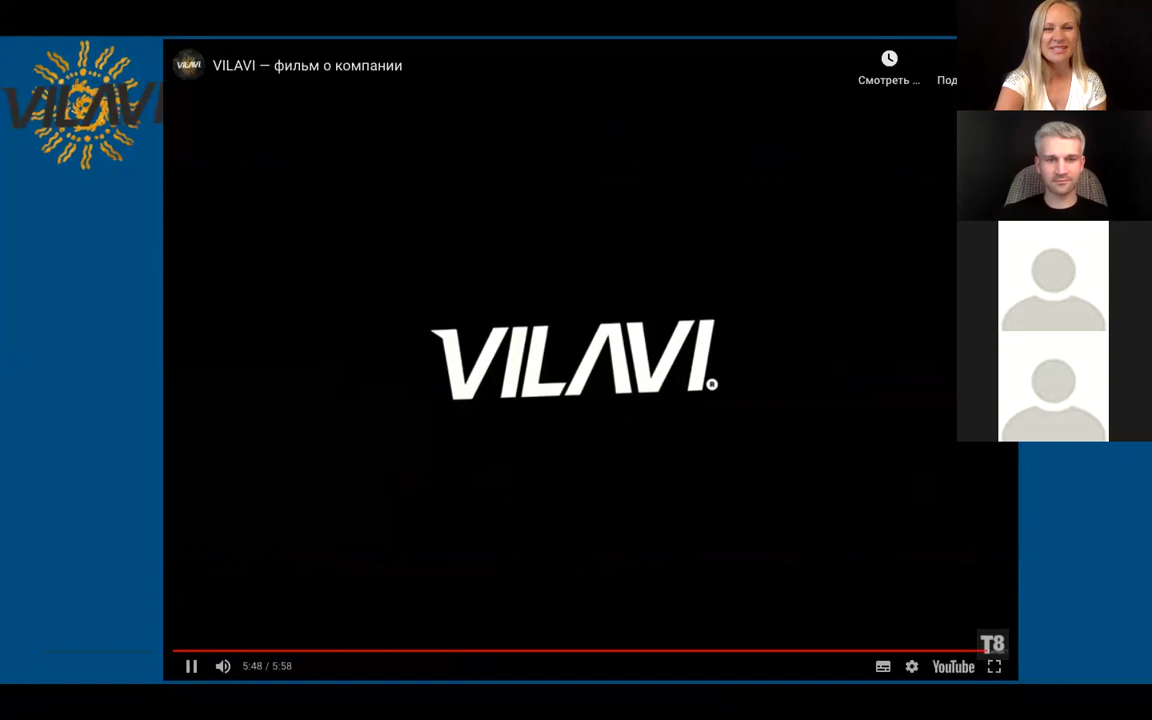 VILAVI
VILAVI
VILAVI — фильм о компании
Смотреть ...
Под
VILAVI®
T8
5:48 / 5:58
YouTube